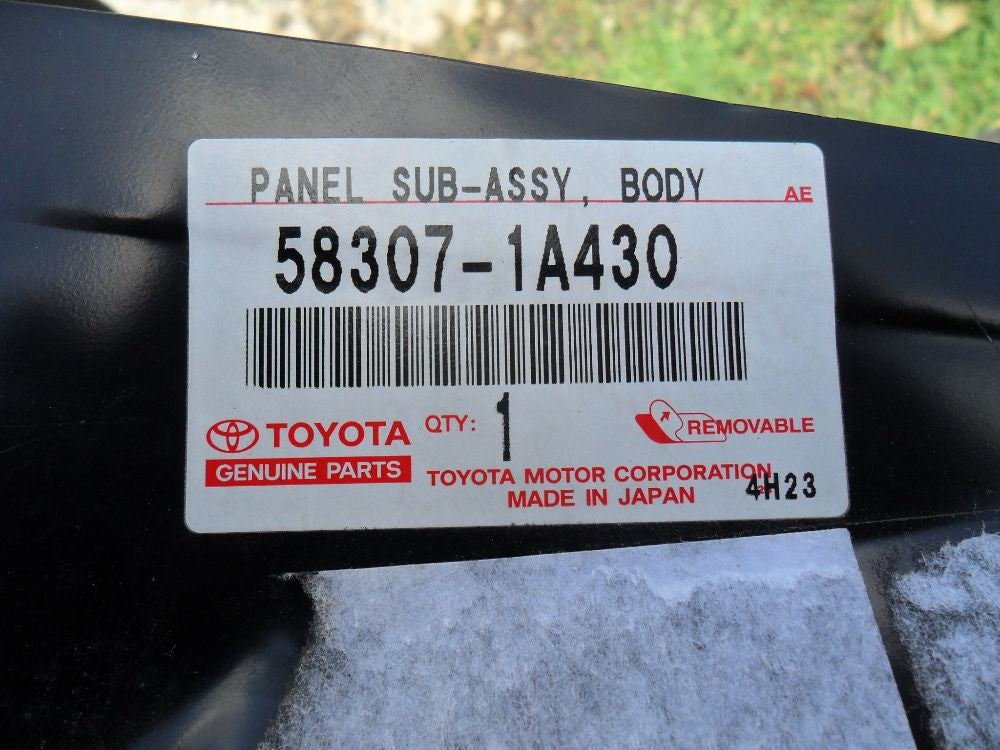 PANEL SUB-ASSY, BODY AE
58307-1A430
TOYOTA QTY: 1 REMOVABLE
GENUINE PARTS
TOYOTA MOTOR CORPORATION
MADE IN JAPAN 4H23